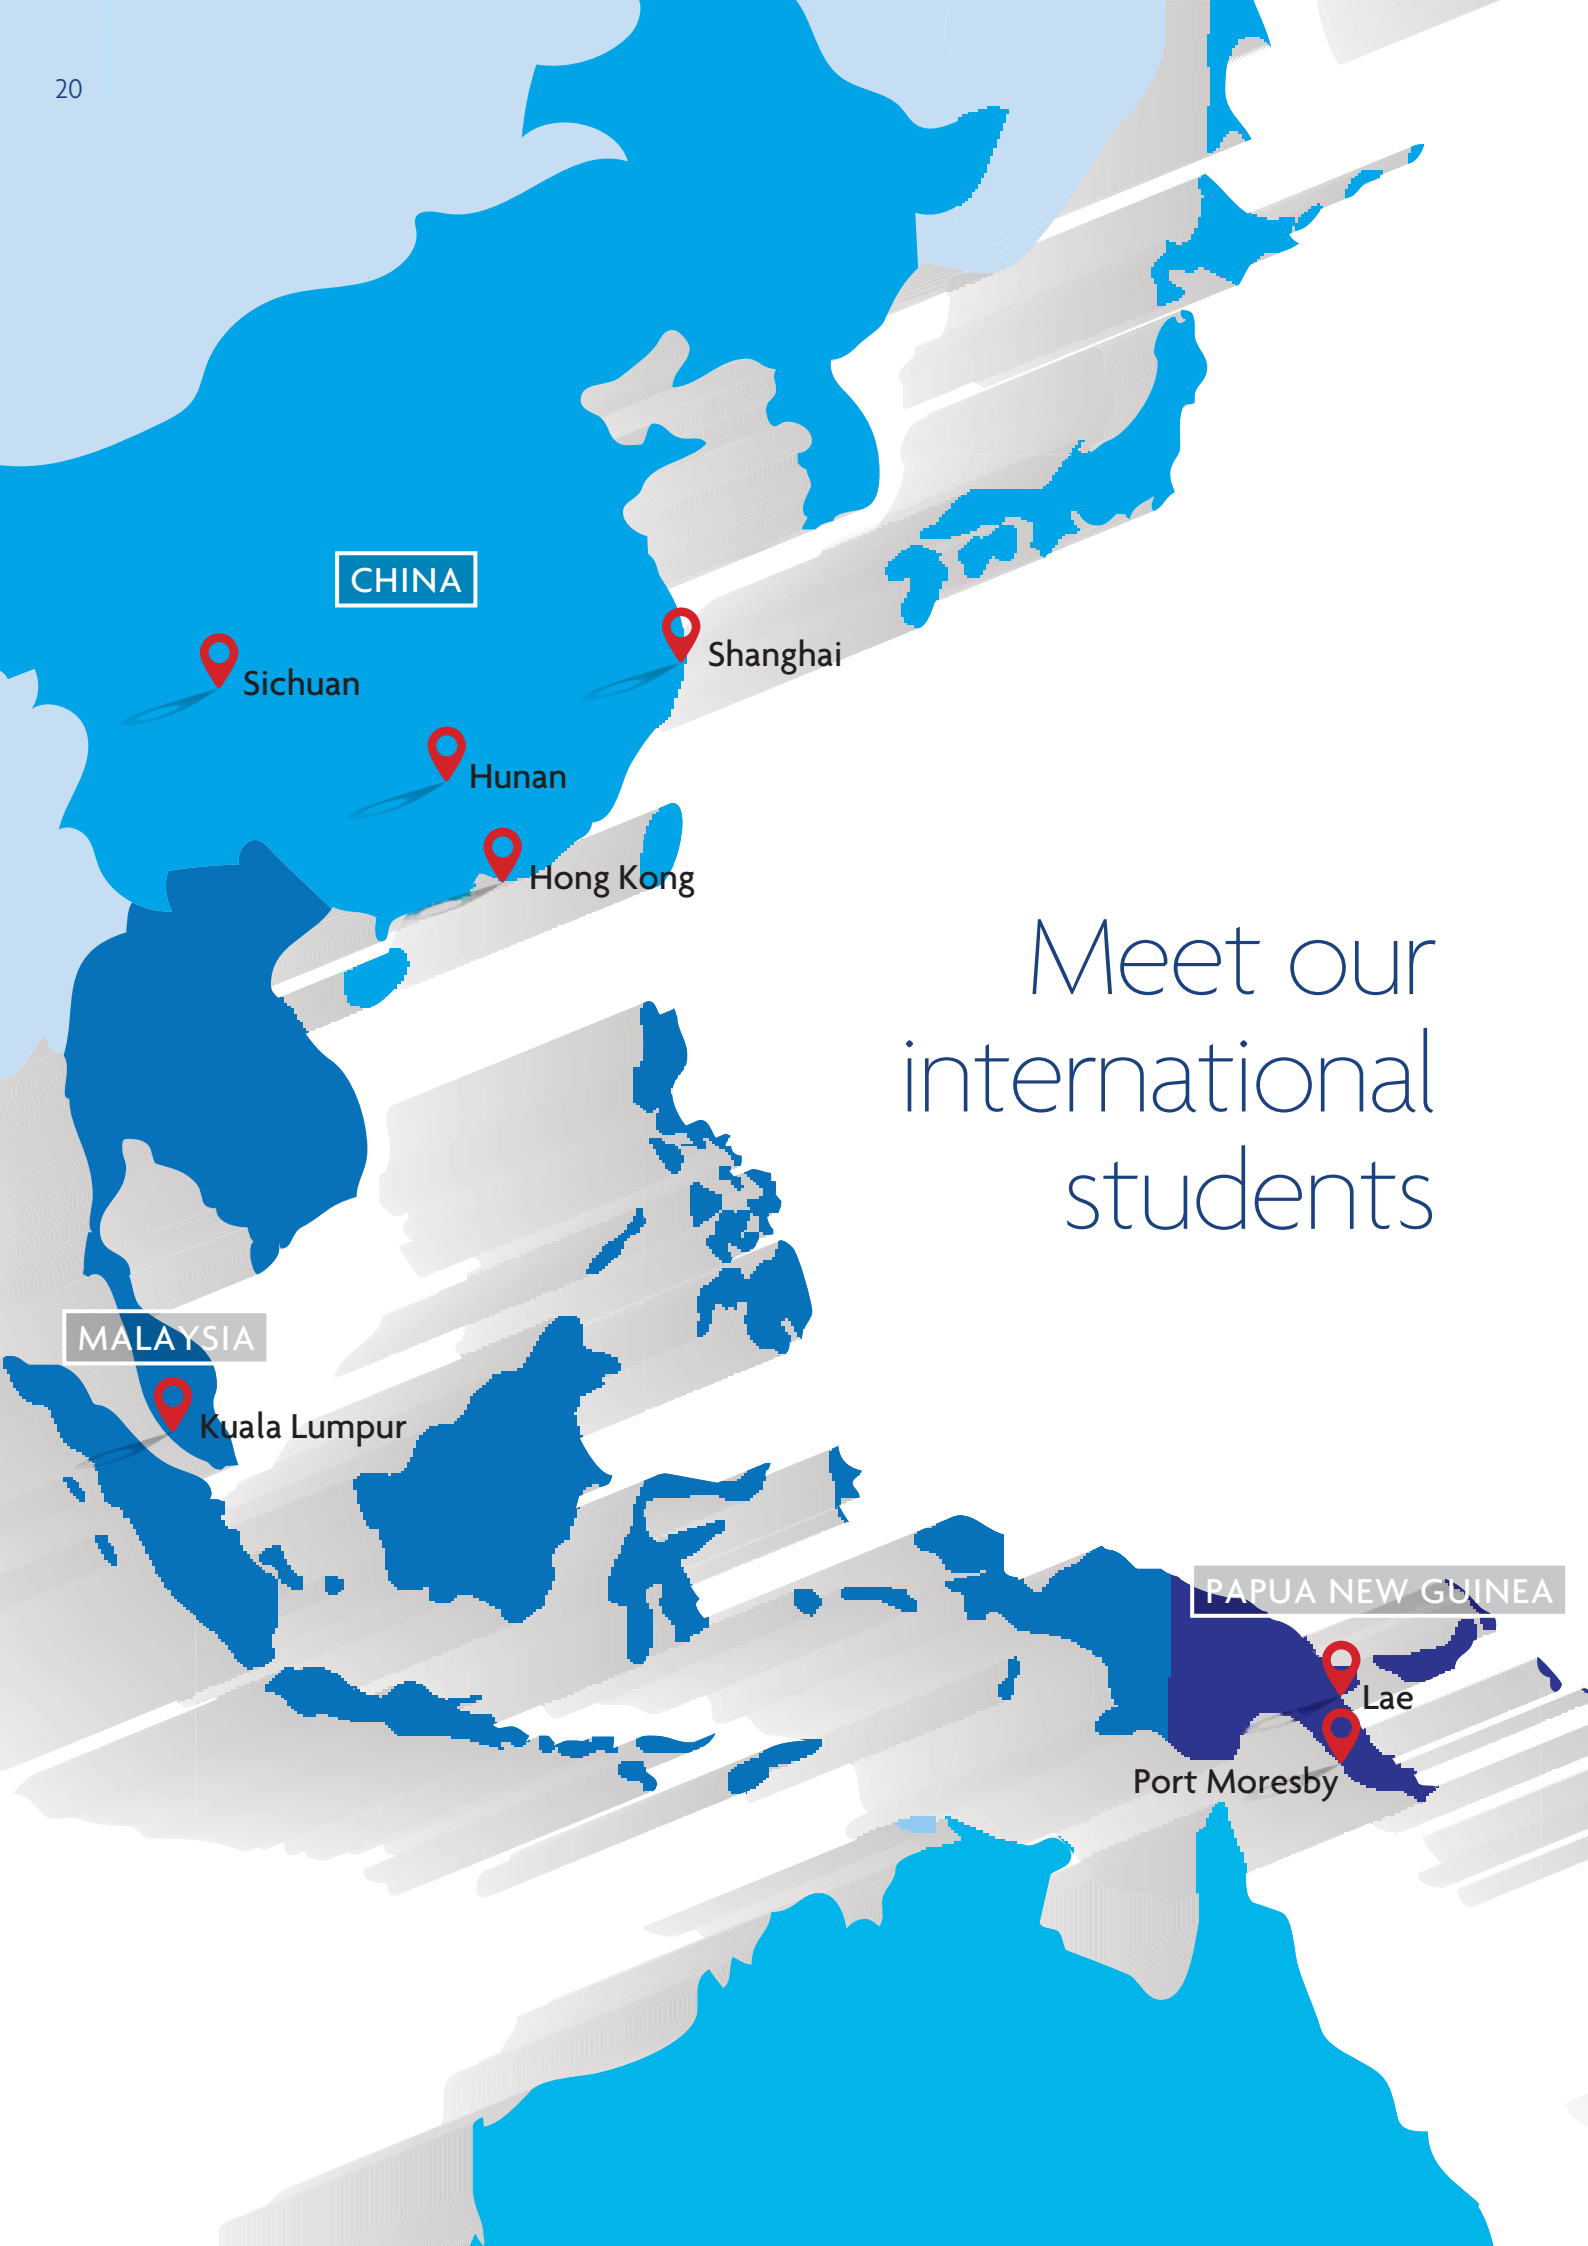 20
CHINA
Shanghai
Sichuan
Hunan
Hong Kong
Meet our
international
students
MALAYSIA
Kuala Lumpur
PAPUA NEW GUINEA
Lae
Port Moresby